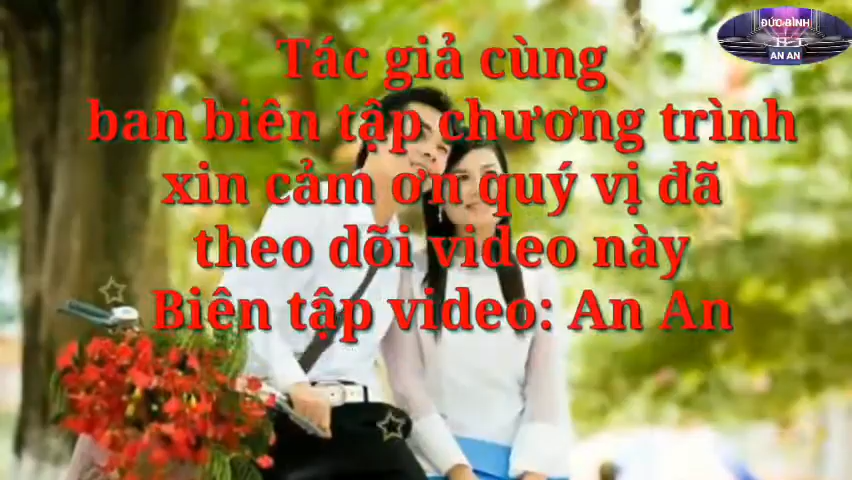 ĐỨC BÌNH
AN AN
Tác giả cùng
ban biên tập chương trình
xin cảm ơn quý vị đã
theo dõi video này
Biên tập video: An An